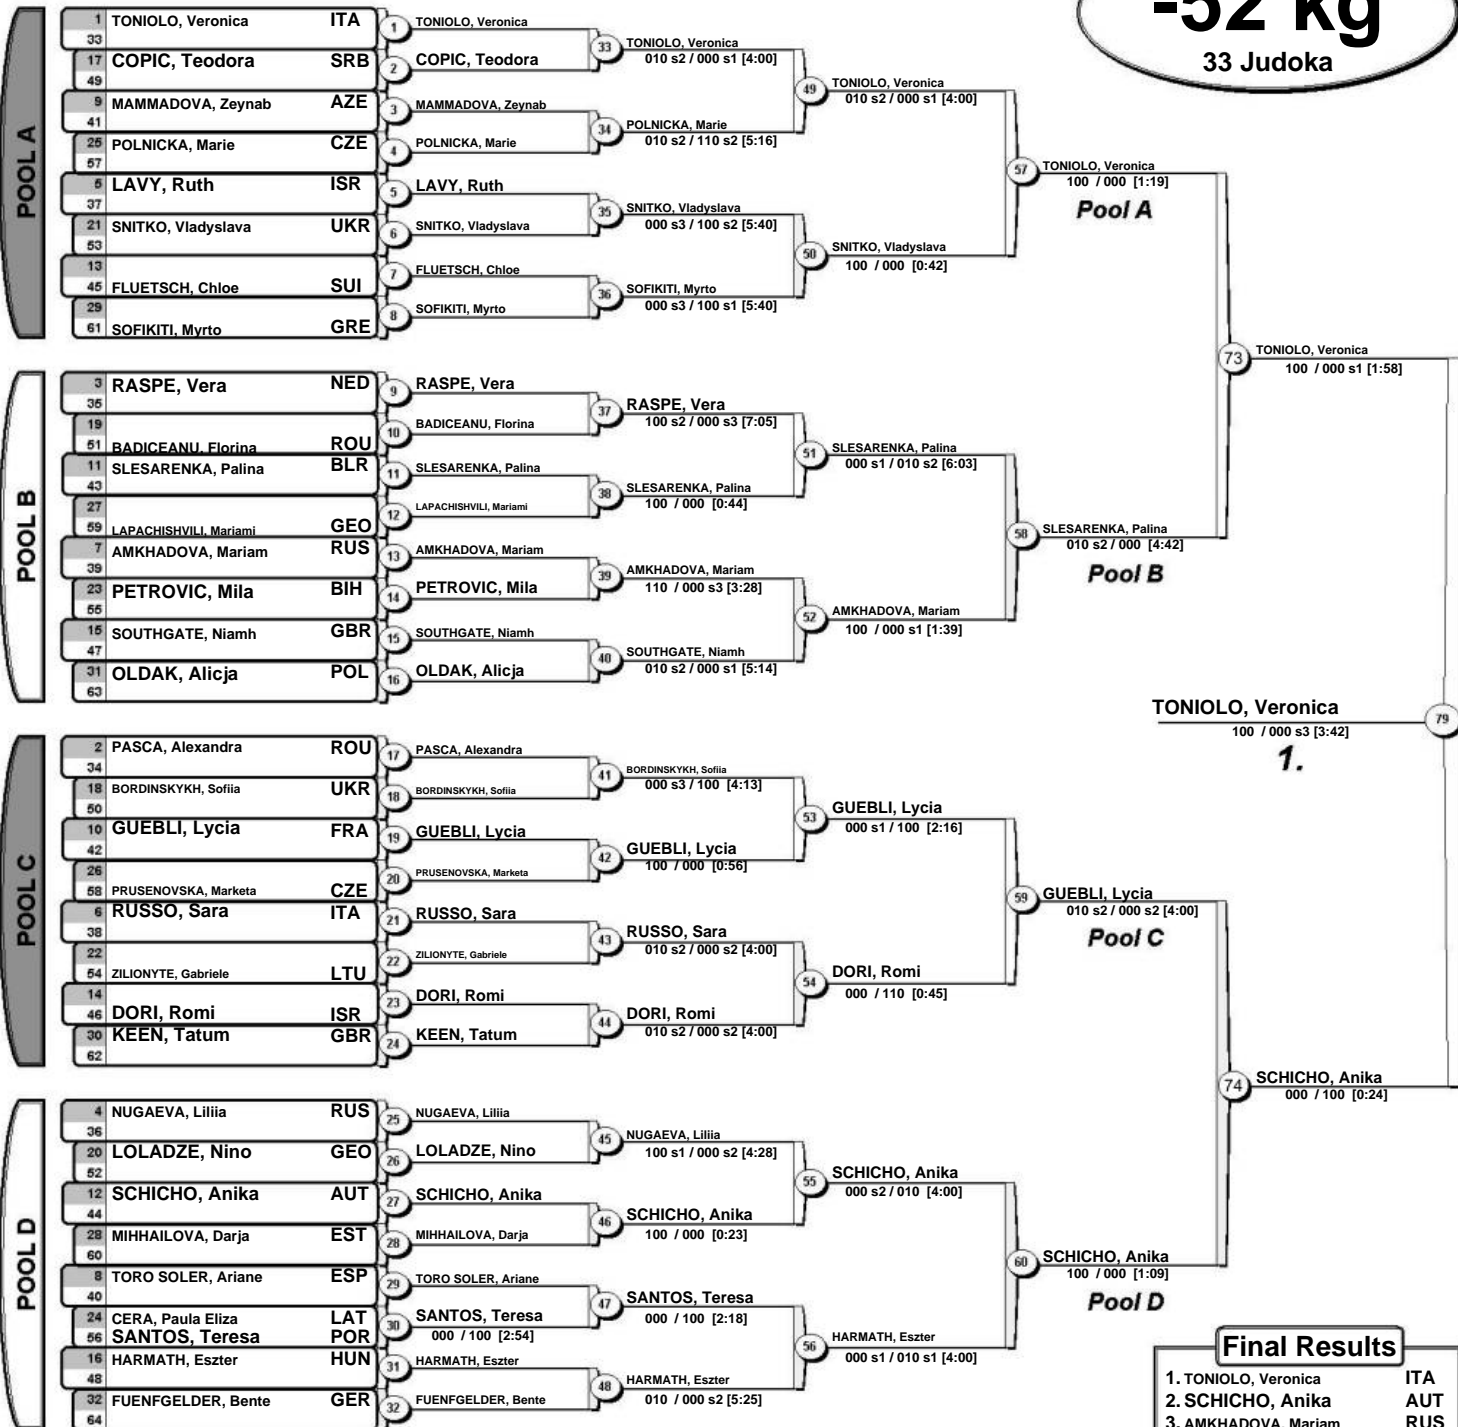 -52 kg
33 Judoka
POOL A
1 TONIOLO, Veronica ITA
33
17 COPIC, Teodora SRB
49
9 MAMMADOVA, Zeynab AZE
41
25 POLNICKA, Marie CZE
57
5 LAVY, Ruth ISR
37
21 SNITKO, Vladyslava UKR
53
13
45 FLUETSCH, Chloe SUI
29
61 SOFIKITI, Myrto GRE
1 TONIOLO, Veronica
2 COPIC, Teodora
3 MAMMADOVA, Zeynab
4 POLNICKA, Marie
5 LAVY, Ruth
6 SNITKO, Vladyslava
7 FLUETSCH, Chloe
8 SOFIKITI, Myrto
33 TONIOLO, Veronica
010 s2 / 000 s1 [4:00]
34 POLNICKA, Marie
010 s2 / 110 s2 [5:16]
35 SNITKO, Vladyslava
000 s3 / 100 s2 [5:40]
36 SOFIKITI, Myrto
000 s3 / 100 s1 [5:40]
49 TONIOLO, Veronica
010 s2 / 000 s1 [4:00]
50 SNITKO, Vladyslava
100 / 000 [0:42]
57 TONIOLO, Veronica
100 / 000 [1:19]
Pool A
POOL B
3 RASPE, Vera NED
35
19
51 BADICEANU, Florina ROU
11 SLESARENKA, Palina BLR
43
27
59 LAPACHISHVILI, Mariami GEO
7 AMKHADOVA, Mariam RUS
39
23 PETROVIC, Mila BIH
55
15 SOUTHGATE, Niamh GBR
47
31 OLDAK, Alicja POL
63
9 RASPE, Vera
10 BADICEANU, Florina
11 SLESARENKA, Palina
12 LAPACHISHVILI, Mariami
13 AMKHADOVA, Mariam
14 PETROVIC, Mila
15 SOUTHGATE, Niamh
16 OLDAK, Alicja
37 RASPE, Vera
100 s2 / 000 s3 [7:05]
38 SLESARENKA, Palina
100 / 000 [0:44]
39 AMKHADOVA, Mariam
110 / 000 s3 [3:28]
40 SOUTHGATE, Niamh
010 s2 / 000 s1 [5:14]
51 SLESARENKA, Palina
000 s1 / 010 s2 [6:03]
52 AMKHADOVA, Mariam
100 / 000 s1 [1:39]
58 SLESARENKA, Palina
010 s2 / 000 [4:42]
Pool B
73 TONIOLO, Veronica
100 / 000 s1 [1:58]
TONIOLO, Veronica 79
100 / 000 s3 [3:42]
1.
POOL C
2 PASCA, Alexandra ROU
34
18 BORDINSKYKH, Sofiia UKR
50
10 GUEBLI, Lycia FRA
42
26
58 PRUSENOVSKA, Marketa CZE
6 RUSSO, Sara ITA
38
22
54 ZILIONYTE, Gabriele LTU
14
46 DORI, Romi ISR
30 KEEN, Tatum GBR
62
17 PASCA, Alexandra
18 BORDINSKYKH, Sofiia
19 GUEBLI, Lycia
20 PRUSENOVSKA, Marketa
21 RUSSO, Sara
22 ZILIONYTE, Gabriele
23 DORI, Romi
24 KEEN, Tatum
41 BORDINSKYKH, Sofiia
000 s3 / 100 [4:13]
42 GUEBLI, Lycia
100 / 000 [0:56]
43 RUSSO, Sara
010 s2 / 000 s2 [4:00]
44 DORI, Romi
010 s2 / 000 s2 [4:00]
53 GUEBLI, Lycia
000 s1 / 100 [2:16]
54 DORI, Romi
000 / 110 [0:45]
59 GUEBLI, Lycia
010 s2 / 000 s2 [4:00]
Pool C
74 SCHICHO, Anika
000 / 100 [0:24]
POOL D
4 NUGAEVA, Liliia RUS
36
20 LOLADZE, Nino GEO
52
12 SCHICHO, Anika AUT
44
28 MIHHAILOVA, Darja EST
60
8 TORO SOLER, Ariane ESP
40
24 CERA, Paula Eliza LAT
56 SANTOS, Teresa POR
16 HARMATH, Eszter HUN
48
32 FUENFGELDER, Bente GER
64
25 NUGAEVA, Liliia
26 LOLADZE, Nino
27 SCHICHO, Anika
28 MIHHAILOVA, Darja
29 TORO SOLER, Ariane
30 SANTOS, Teresa
000 / 100 [2:54]
31 HARMATH, Eszter
32 FUENFGELDER, Bente
45 NUGAEVA, Liliia
100 s1 / 000 s2 [4:28]
46 SCHICHO, Anika
100 / 000 [0:23]
47 SANTOS, Teresa
000 / 100 [2:18]
48 HARMATH, Eszter
010 / 000 s2 [5:25]
55 SCHICHO, Anika
000 s2 / 010 [4:00]
56 HARMATH, Eszter
000 s1 / 010 s1 [4:00]
60 SCHICHO, Anika
100 / 000 [1:09]
Pool D
Final Results
1. TONIOLO, Veronica ITA
2. SCHICHO, Anika AUT
3. AMKHADOVA, Mariam RUS